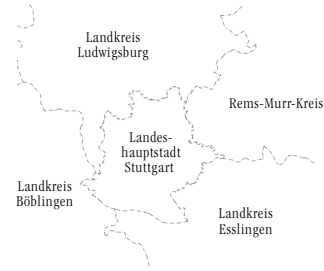 Landkreis
Ludwigsburg
Rems-Murr-Kreis
Landes-
hauptstadt
Stuttgart
Landkreis
Böblingen
Landkreis
Esslingen